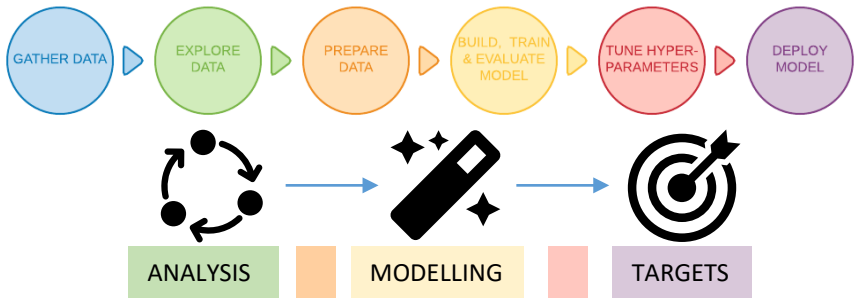 GATHER DATA
EXPLORE
DATA
PREPARE
DATA
BUILD, TRAIN
& EVALUATE
MODEL
TUNE HYPER-
PARAMETERS
DEPLOY
MODEL
ANALYSIS
MODELLING
TARGETS